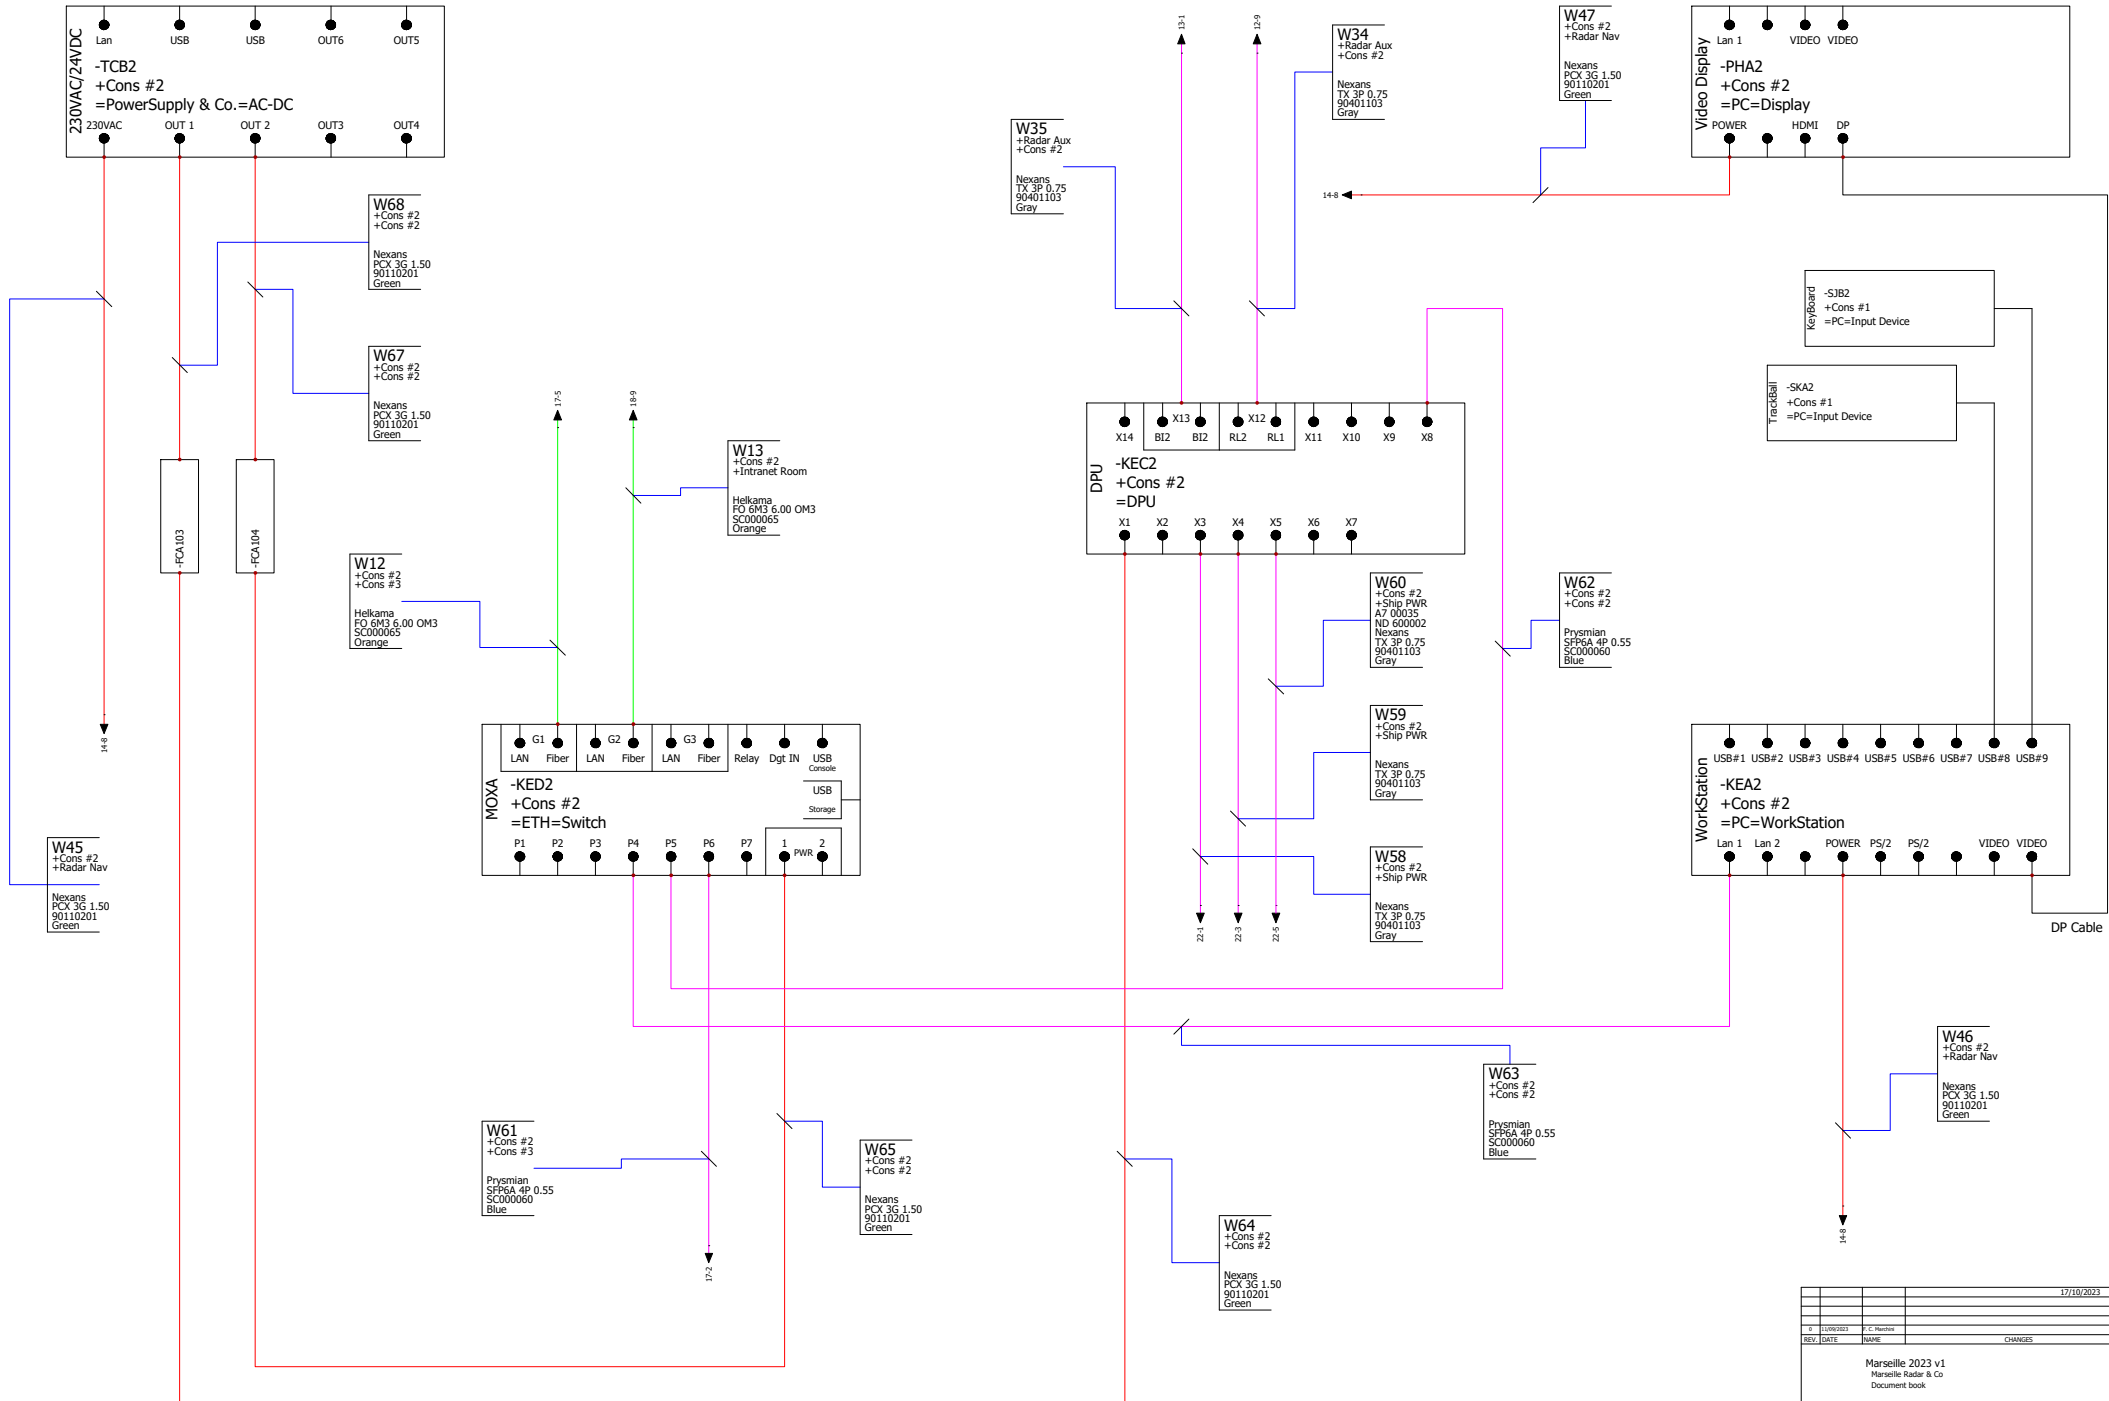 230VAC/24VDC
Lan
USB
USB
OUT6
OUT5
-TCB2
+Cons #2
=PowerSupply & Co.=AC-DC
230VAC
OUT 1
OUT 2
OUT3
OUT4
W68
+Cons #2
+Cons #2
Nexans
PCX 3G 1.50
90110201
Green
W67
+Cons #2
+Cons #2
Nexans
PCX 3G 1.50
90110201
Green
-FCA103
-FCA104
14-8
W45
+Cons #2
+Radar Nav
Nexans
PCX 3G 1.50
90110201
Green
17-5
18-9
W13
+Cons #2
+Intranet Room
Helkama
FO 6M3 6.00 OM3
SC000065
Orange
W12
+Cons #2
+Cons #3
Helkama
FO 6M3 6.00 OM3
SC000065
Orange
MOXA
G1
G2
G3
LAN
Fiber
LAN
Fiber
LAN
Fiber
Relay
Dgt IN
USB
Console
-KED2
+Cons #2
=ETH=Switch
USB
Storage
P1
P2
P3
P4
P5
P6
P7
1
PWR
2
W61
+Cons #2
+Cons #3
Prysmian
SFP6A 4P 0.55
SC000060
Blue
17-2
W65
+Cons #2
+Cons #2
Nexans
PCX 3G 1.50
90110201
Green
13-1
12-9
W34
+Radar Aux
+Cons #2
Nexans
TX 3P 0.75
90401103
Gray
W35
+Radar Aux
+Cons #2
Nexans
TX 3P 0.75
90401103
Gray
W47
+Cons #2
+Radar Nav
Nexans
PCX 3G 1.50
90110201
Green
14-8
DPU
X14
X13
BI2
BI2
X12
RL2
RL1
X11
X10
X9
X8
-KEC2
+Cons #2
=DPU
X1
X2
X3
X4
X5
X6
X7
W60
+Cons #2
+Ship PWR
A7 00035
ND 600002
Nexans
TX 3P 0.75
90401103
Gray
W62
+Cons #2
+Cons #2
Prysmian
SFP6A 4P 0.55
SC000060
Blue
W59
+Cons #2
+Ship PWR
Nexans
TX 3P 0.75
90401103
Gray
W58
+Cons #2
+Ship PWR
Nexans
TX 3P 0.75
90401103
Gray
22-1
22-3
22-5
W63
+Cons #2
+Cons #2
Prysmian
SFP6A 4P 0.55
SC000060
Blue
W64
+Cons #2
+Cons #2
Nexans
PCX 3G 1.50
90110201
Green
Video Display
Lan 1
VIDEO
VIDEO
-PHA2
+Cons #2
=PC=Display
POWER
HDMI
DP
KeyBoard
-SJB2
+Cons #1
=PC=Input Device
TrackBall
-SKA2
+Cons #1
=PC=Input Device
WorkStation
USB#1
USB#2
USB#3
USB#4
USB#5
USB#6
USB#7
USB#8
USB#9
-KEA2
+Cons #2
=PC=WorkStation
Lan 1
Lan 2
POWER
PS/2
PS/2
VIDEO
VIDEO
DP Cable
W46
+Cons #2
+Radar Nav
Nexans
PCX 3G 1.50
90110201
Green
14-8
17/10/2023
0 11/09/2023 F. C. Marchini
REV. DATE NAME CHANGES
Marseille 2023 v1
Marseille Radar & Co
Document book